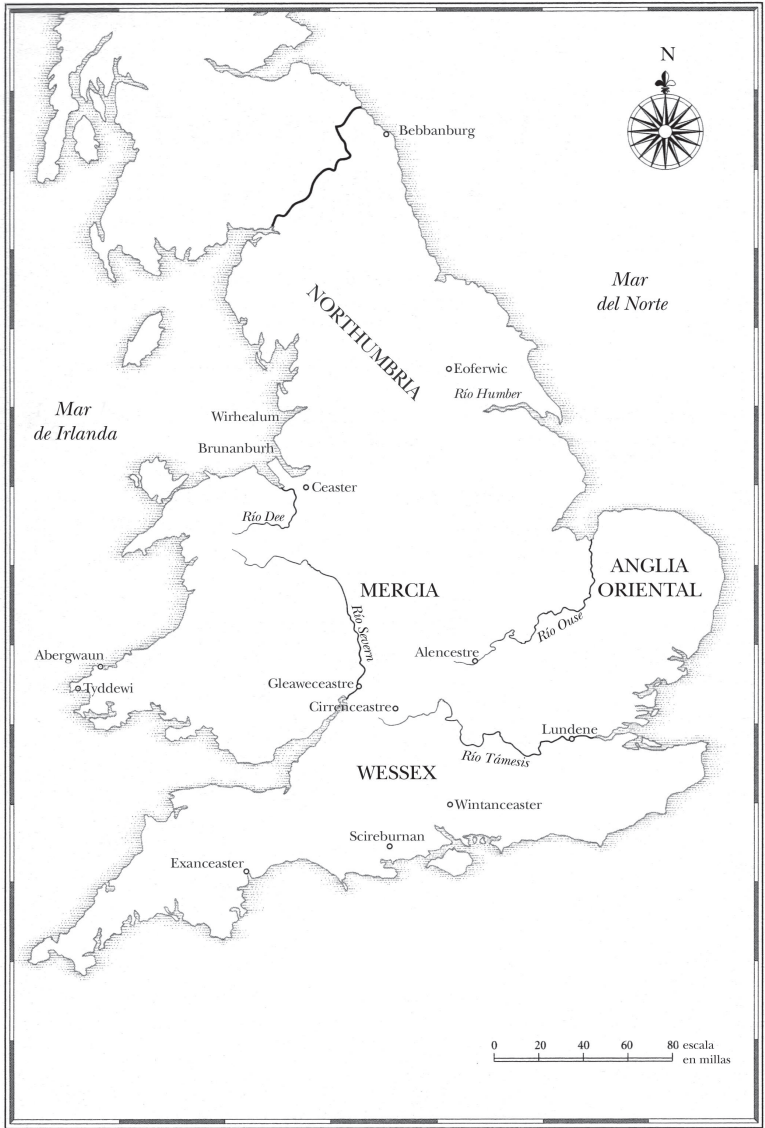 N
Bebbanburg
Mar
del Norte
NORTHUMBRIA
Eoferwic
Río Humber
Mar
de Irlanda
Wirhealum
Brunanburh
Ceaster
Río Dee
ANGLIA
ORIENTAL
MERCIA
Río Severn
Río Ouse
Alencestre
Abergwaun
Tyddewi
Gleaweceastre
Cirrenceastre
Lundene
Río Támesis
WESSEX
Wintanceaster
Scireburnan
Exanceaster
0 20 40 60 80 escala
en millas